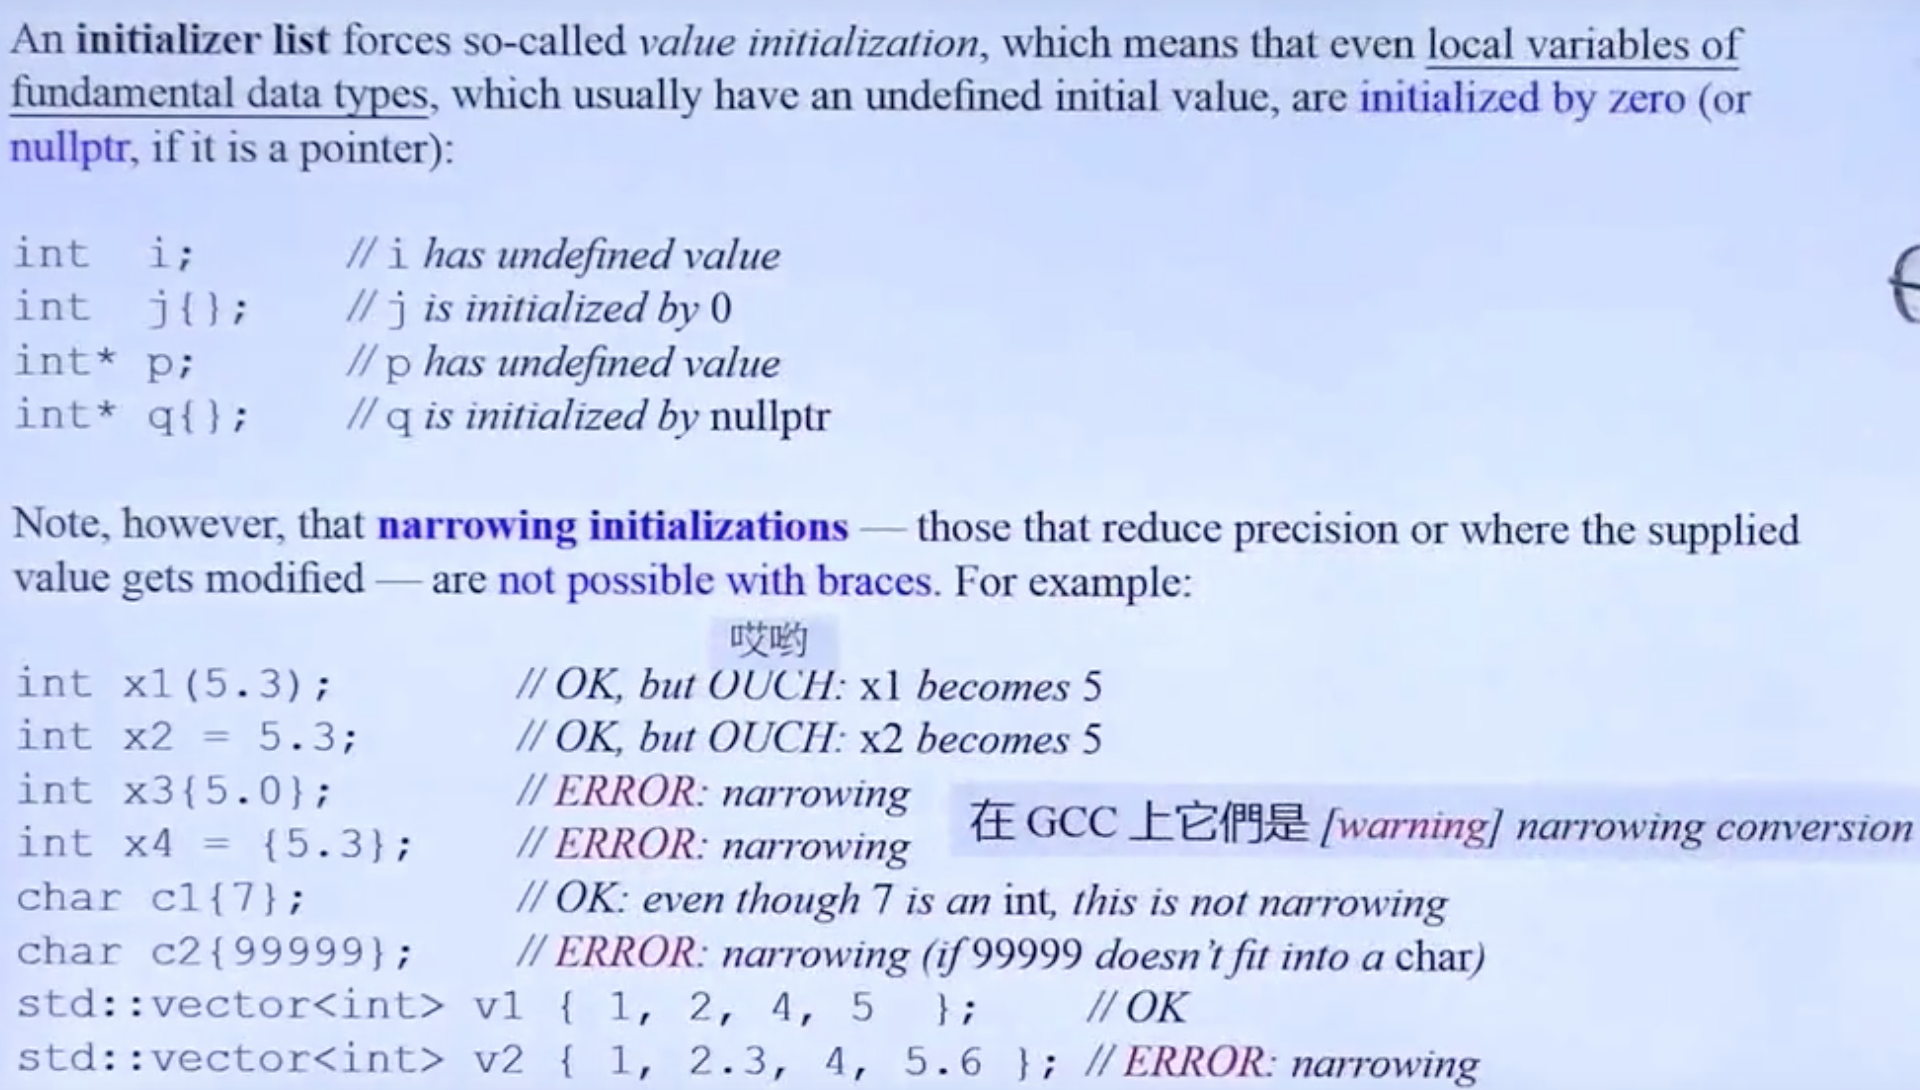 An initializer list forces so-called value initialization, which means that even local variables of
fundamental data types, which usually have an undefined initial value, are initialized by zero (or
nullptr, if it is a pointer):
int i; // i has undefined value
int j{}; // j is initialized by 0
int* p; // p has undefined value
int* q{}; // q is initialized by nullptr
Note, however, that narrowing initializations — those that reduce precision or where the supplied
value gets modified — are not possible with braces. For example:
哎哟
int x1(5.3); // OK, but OUCH: x1 becomes 5
int x2 = 5.3; // OK, but OUCH: x2 becomes 5
int x3{5.0}; // ERROR: narrowing
在 GCC 上它們是 [warning] narrowing conversion
int x4 = {5.3}; // ERROR: narrowing
char c1{7}; // OK: even though 7 is an int, this is not narrowing
char c2{99999}; // ERROR: narrowing (if 99999 doesn't fit into a char)
std::vector<int> v1 { 1, 2, 4, 5 }; // OK
std::vector<int> v2 { 1, 2.3, 4, 5.6 }; // ERROR: narrowing